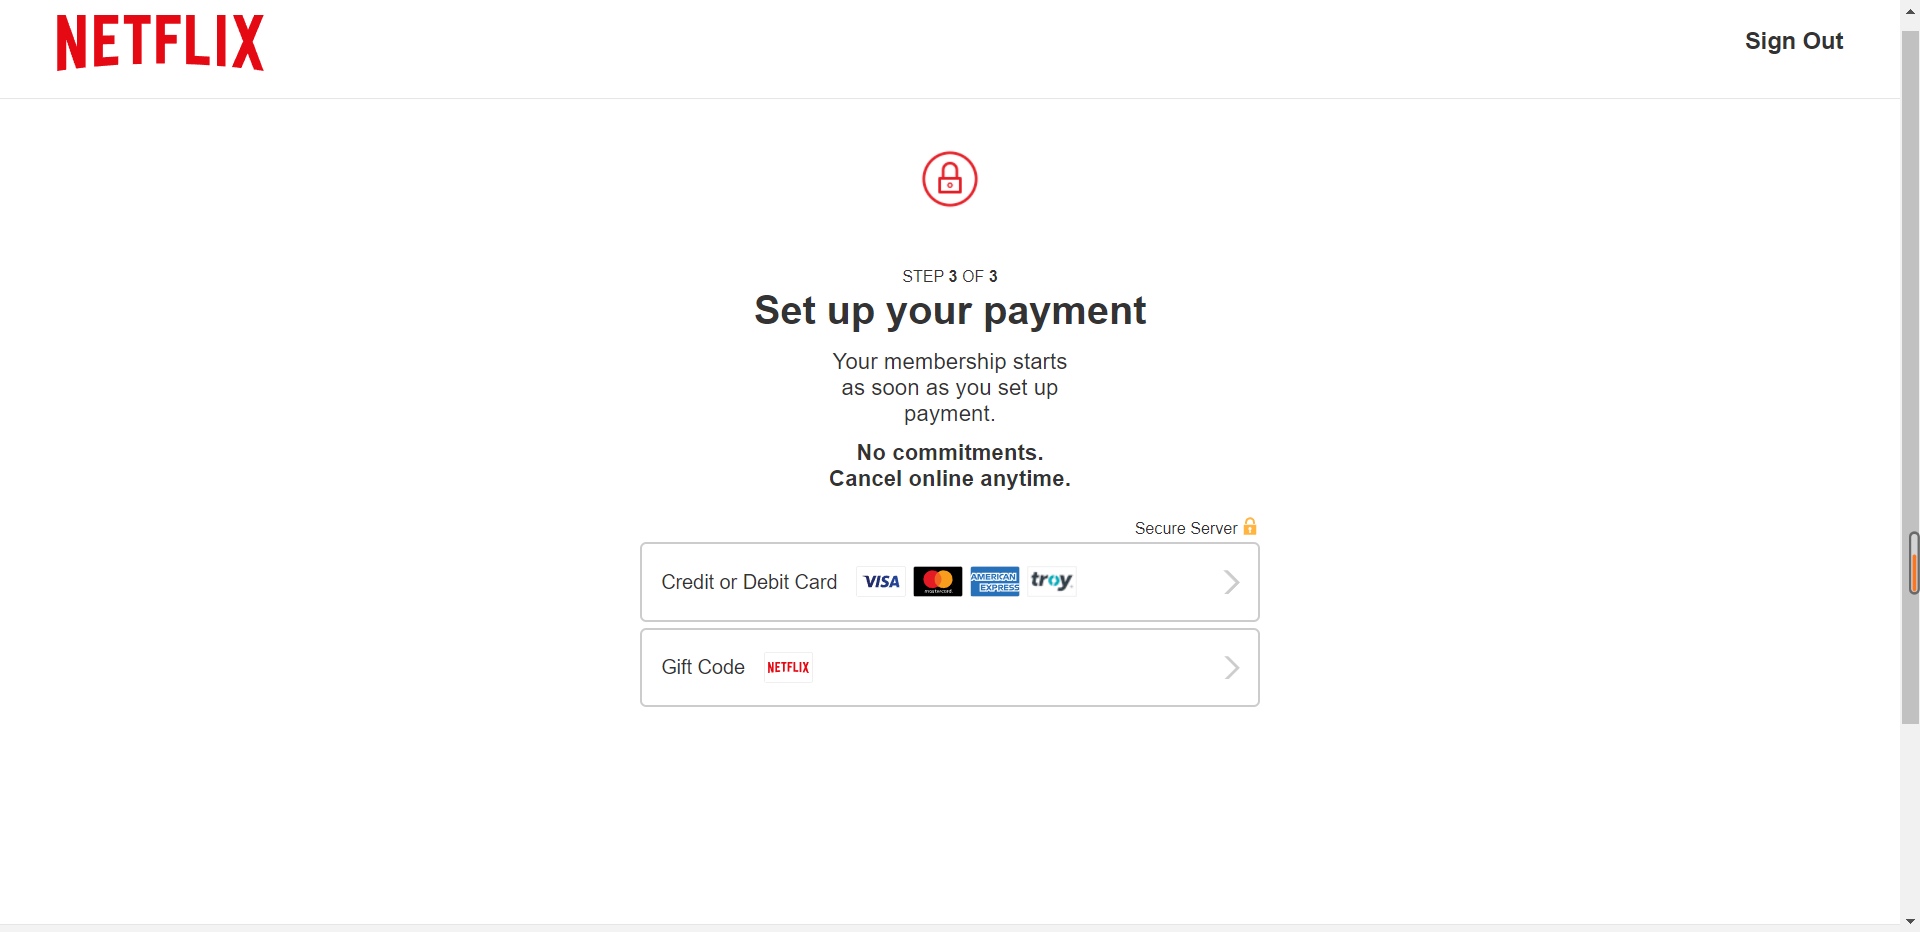 NETFLIX
Sign Out
STEP 3 OF 3
Set up your payment
Your membership starts
as soon as you set up
payment.
No commitments.
Cancel online anytime.
Secure Server
Credit or Debit Card VISA mastercard. AMERICAN EXPRESS troy
Gift Code NETFLIX